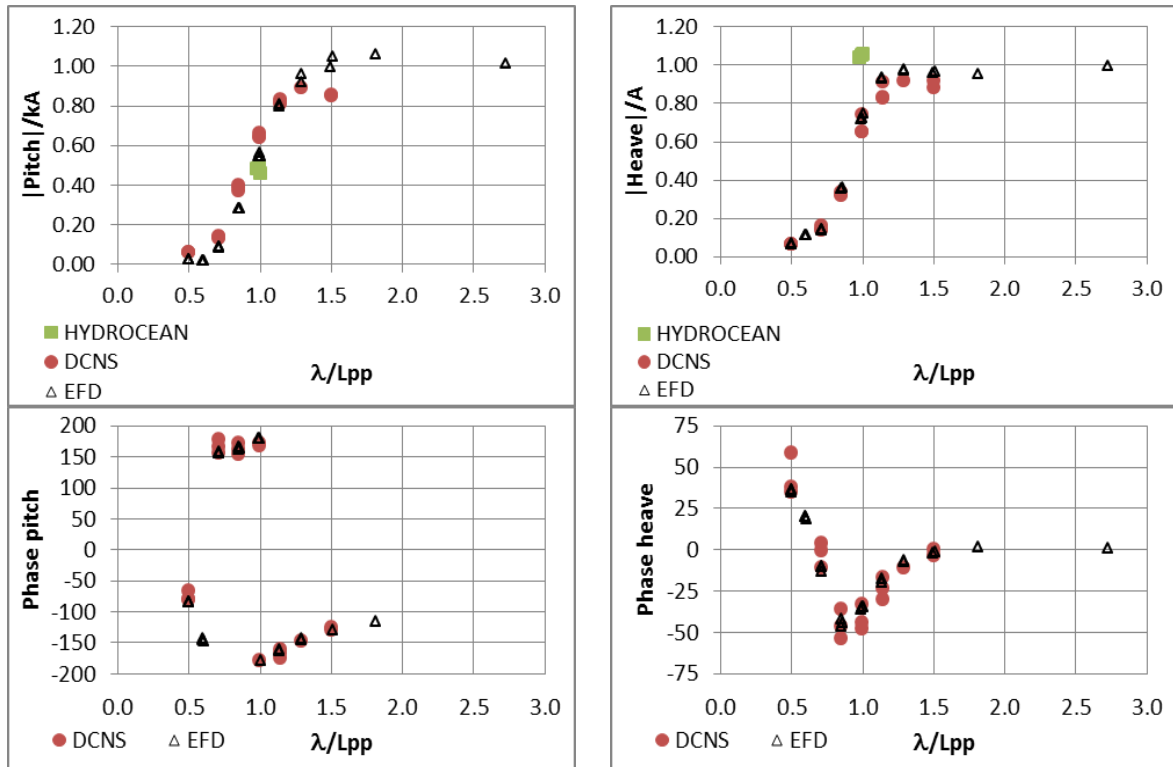 |Pitch|/kA
1.20
1.00
0.80
0.60
0.40
0.20
0.00
0.0 0.5 1.0 1.5 2.0 2.5 3.0
HYDROCEAN
DCNS
EFD
λ/Lpp
|Heave|/A
1.20
1.00
0.80
0.60
0.40
0.20
0.00
0.0 0.5 1.0 1.5 2.0 2.5 3.0
HYDROCEAN
DCNS
EFD
λ/Lpp
Phase pitch
200
150
100
50
0
-50
-100
-150
-200
0.0 0.5 1.0 1.5 2.0 2.5 3.0
DCNS EFD λ/Lpp
Phase heave
75
50
25
0
-25
-50
-75
0.0 0.5 1.0 1.5 2.0 2.5 3.0
DCNS EFD λ/Lpp